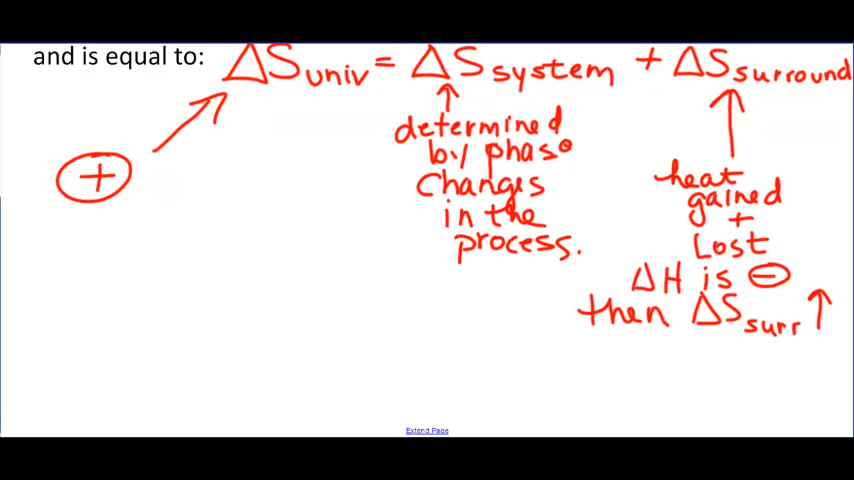 and is equal to: ΔSuniv = ΔSsystem + ΔSsurround
determined
by phase
changes
in the
process.
+
heat
gained
+
Lost
ΔH is ⊖
then ΔSsurr ↑
Extend Page